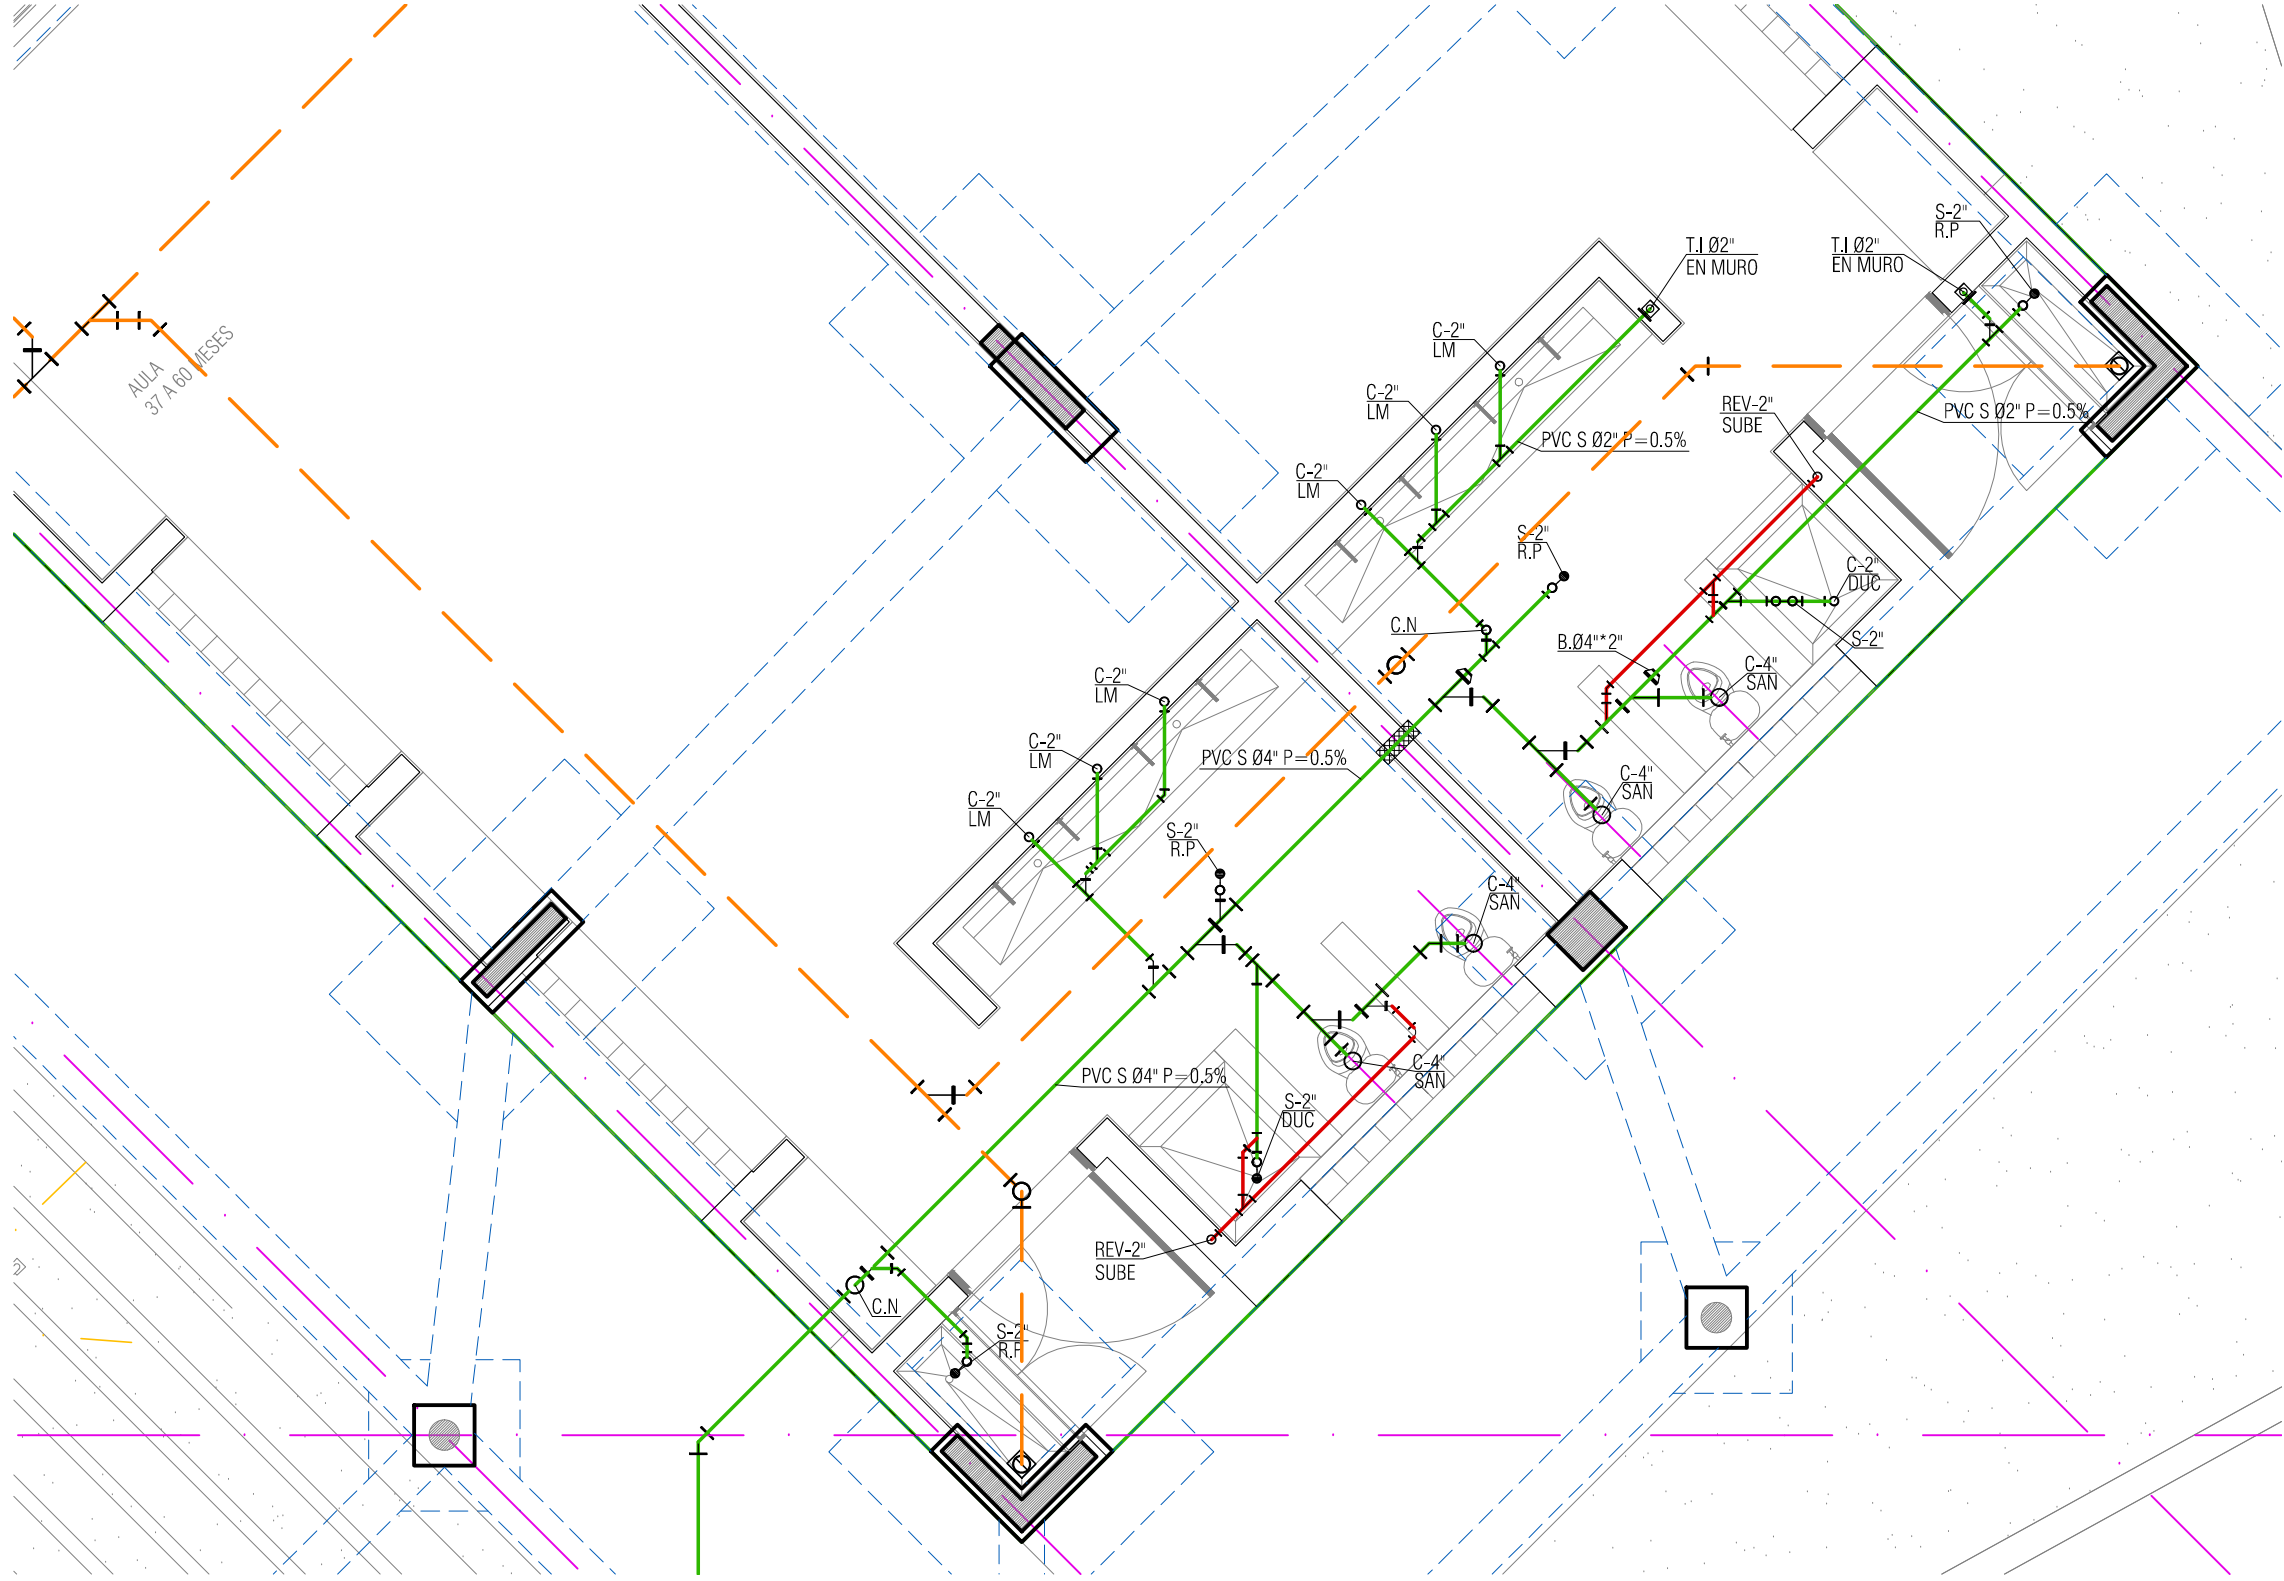 S-2"
R.P
T.I Ø2"
EN MURO
T.I Ø2"
EN MURO
C-2"
LM
AULA
37 A 60 MESES
C-2"
LM
REV-2"
SUBE
PVC S Ø2" P=0.5%
PVC S Ø2" P=0.5%
C-2"
LM
S-2"
R.P
C-2"
DUC
C.N
B.Ø4"*2"
S-2"
C-4"
SAN
C-2"
LM
C-2"
LM
PVC S Ø4" P=0.5%
C-4"
SAN
C-2"
LM
S-2"
R.P
C-4"
SAN
PVC S Ø4" P=0.5%
C-4"
SAN
S-2"
DUC
REV-2"
SUBE
C.N
S-2"
R.P